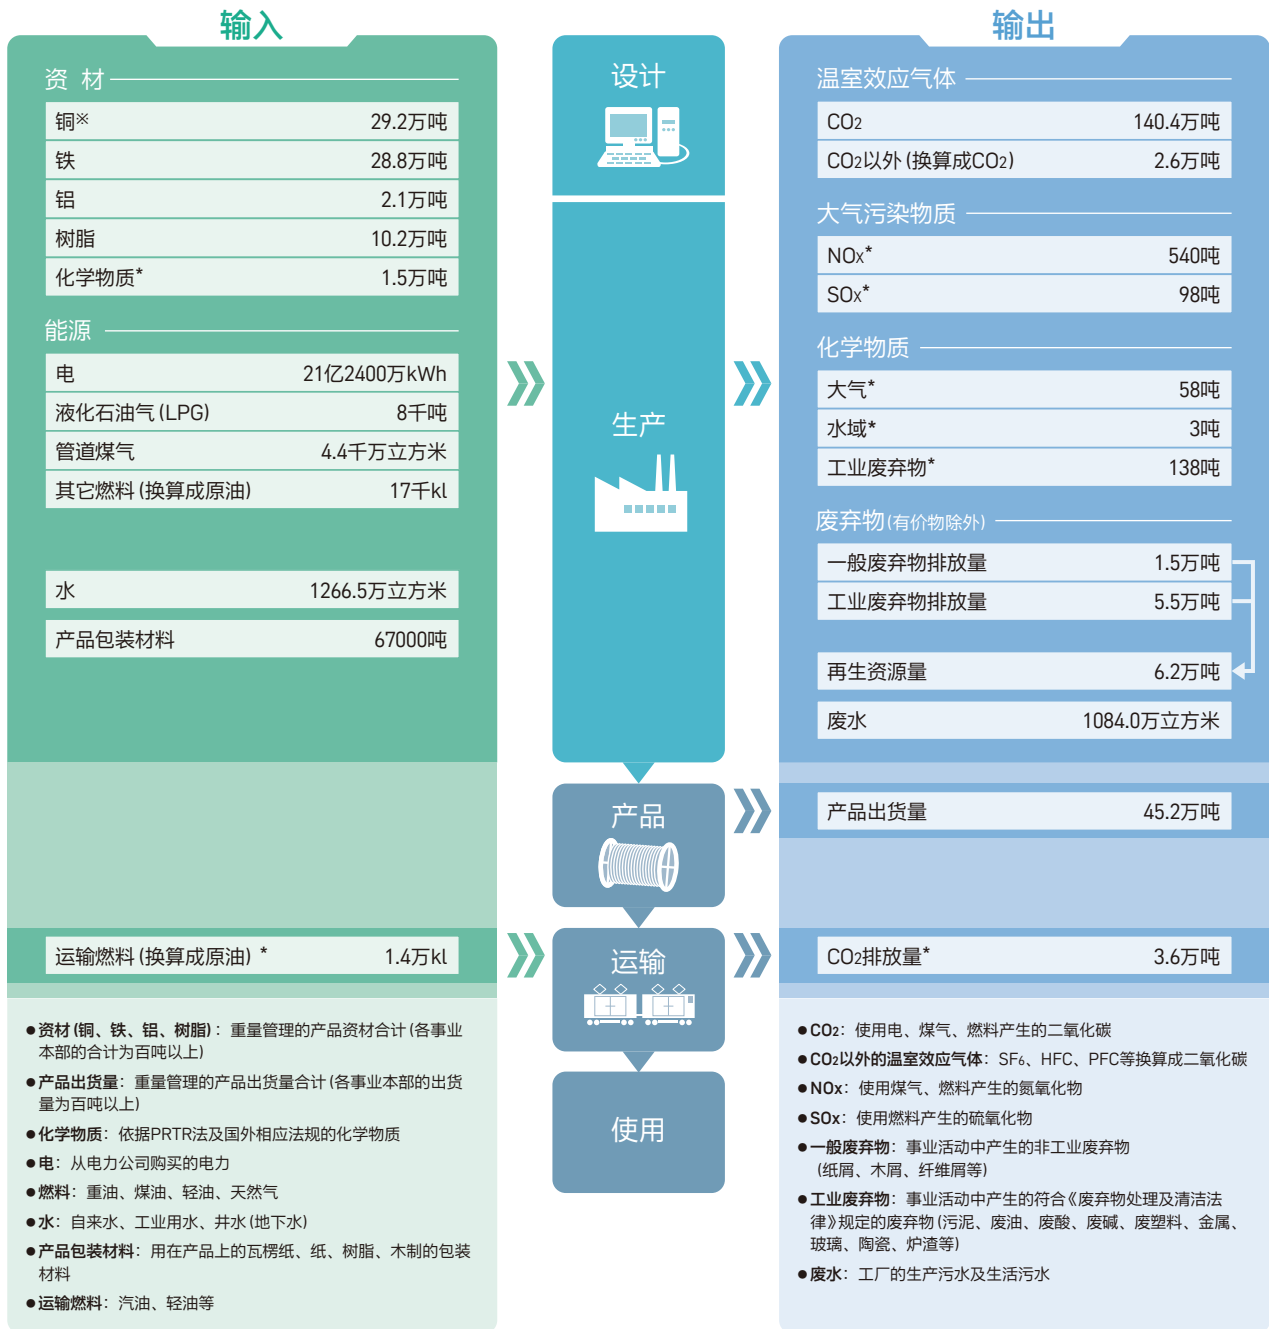 输入
资 材
铜※ 29.2万吨
铁 28.8万吨
铝 2.1万吨
树脂 10.2万吨
化学物质* 1.5万吨
能源
电 21亿2400万kWh
液化石油气(LPG) 8千吨
管道煤气 4.4千万立方米
其它燃料(换算成原油) 17千kl
水 1266.5万立方米
产品包装材料 67000吨
运输燃料(换算成原油)* 1.4万kl
●资材(铜、铁、铝、树脂):重量管理的产品资材合计(各事业
本部的合计为百吨以上)
●产品出货量:重量管理的产品出货量合计(各事业本部的出货
量为百吨以上)
●化学物质:依据PRTR法及国外相应法规的化学物质
●电:从电力公司购买的电力
●燃料:重油、煤油、轻油、天然气
●水:自来水、工业用水、井水(地下水)
●产品包装材料:用在产品上的瓦楞纸、纸、树脂、木制的包装
材料
●运输燃料:汽油、轻油等
设计
生产
产品
运输
使用
输出
温室效应气体
CO2 140.4万吨
CO2以外(换算成CO2) 2.6万吨
大气污染物质
NOx* 540吨
SOx* 98吨
化学物质
大气* 58吨
水域* 3吨
工业废弃物* 138吨
废弃物(有价物除外)
一般废弃物排放量 1.5万吨
工业废弃物排放量 5.5万吨
再生资源量 6.2万吨
废水 1084.0万立方米
产品出货量 45.2万吨
CO2排放量* 3.6万吨
●CO2:使用电、煤气、燃料产生的二氧化碳
●CO2以外的温室效应气体:SF6、HFC、PFC等换算成二氧化碳
●NOx:使用煤气、燃料产生的氮氧化物
●SOx:使用燃料产生的硫氧化物
●一般废弃物:事业活动中产生的非工业废弃物
(纸屑、木屑、纤维屑等)
●工业废弃物:事业活动中产生的符合《废弃物处理及清洁法
律》规定的废弃物(污泥、废油、废酸、废碱、废塑料、金属、
玻璃、陶瓷、炉渣等)
●废水:工厂的生产污水及生活污水